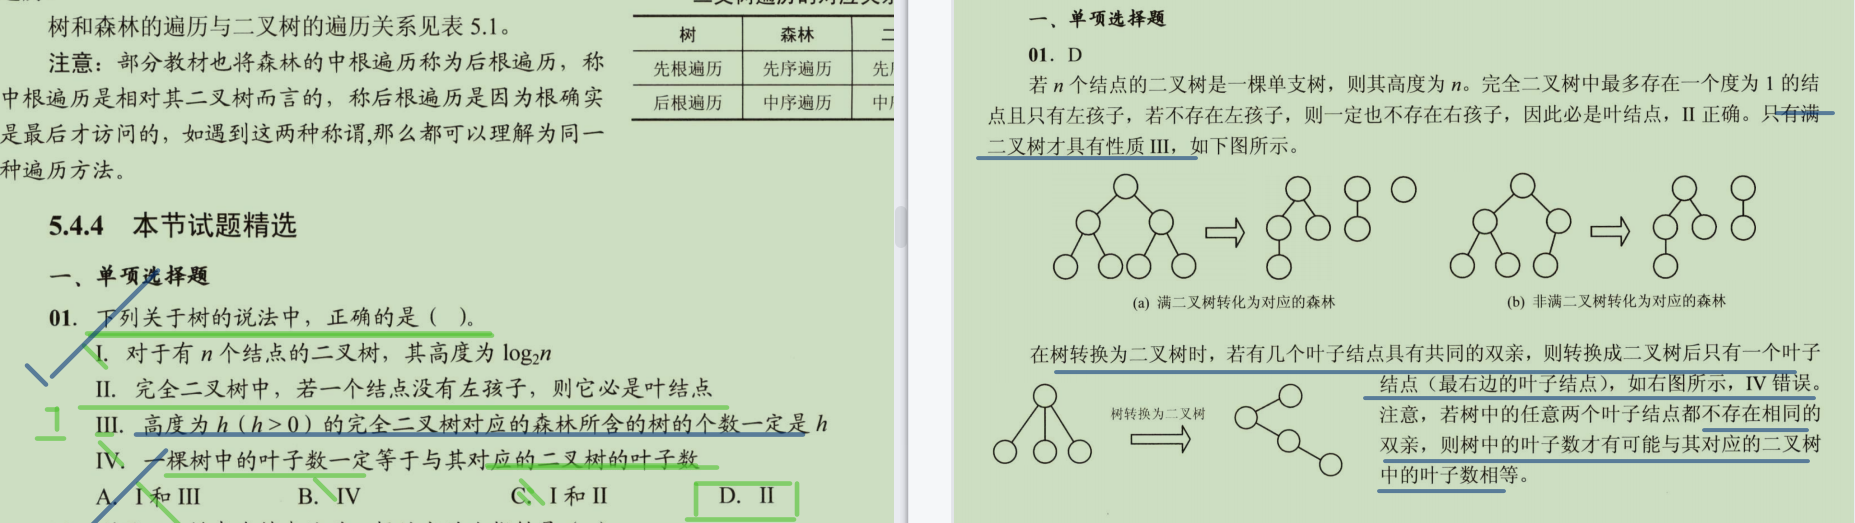 树和森林的遍历与二叉树的遍历关系见表 5.1。
注意：部分教材也将森林的中根遍历称为后根遍历，称
中根遍历是相对其二叉树而言的，称后根遍历是因为根确实
是最后才访问的，如遇到这两种称谓,那么都可以理解为同一
种遍历方法。
树 森林 二
先根遍历 先序遍历 先
后根遍历 中序遍历 中
5.4.4 本节试题精选
一、单项选择题
01. 下列关于树的说法中，正确的是（ ）。
I. 对于有 n 个结点的二叉树，其高度为 log₂n
II. 完全二叉树中，若一个结点没有左孩子，则它必是叶结点
III. 高度为 h（h > 0）的完全二叉树对应的森林所含的树的个数一定是 h
IV. 一棵树中的叶子数一定等于与其对应的二叉树的叶子数
A. I 和 III B. IV C. I 和 II D. II
一、单项选择题
01. D
若 n 个结点的二叉树是一棵单支树，则其高度为 n。完全二叉树中最多存在一个度为 1 的结
点且只有左孩子，若不存在左孩子，则一定也不存在右孩子，因此必是叶结点，II 正确。只有满
二叉树才具有性质 III，如下图所示。
(a) 满二叉树转化为对应的森林 (b) 非满二叉树转化为对应的森林
在树转换为二叉树时，若有几个叶子结点具有共同的双亲，则转换成二叉树后只有一个叶子
结点（最右边的叶子结点），如右图所示，IV 错误。
注意，若树中的任意两个叶子结点都不存在相同的
双亲，则树中的叶子数才有可能与其对应的二叉树
中的叶子数相等。
树转换为二叉树